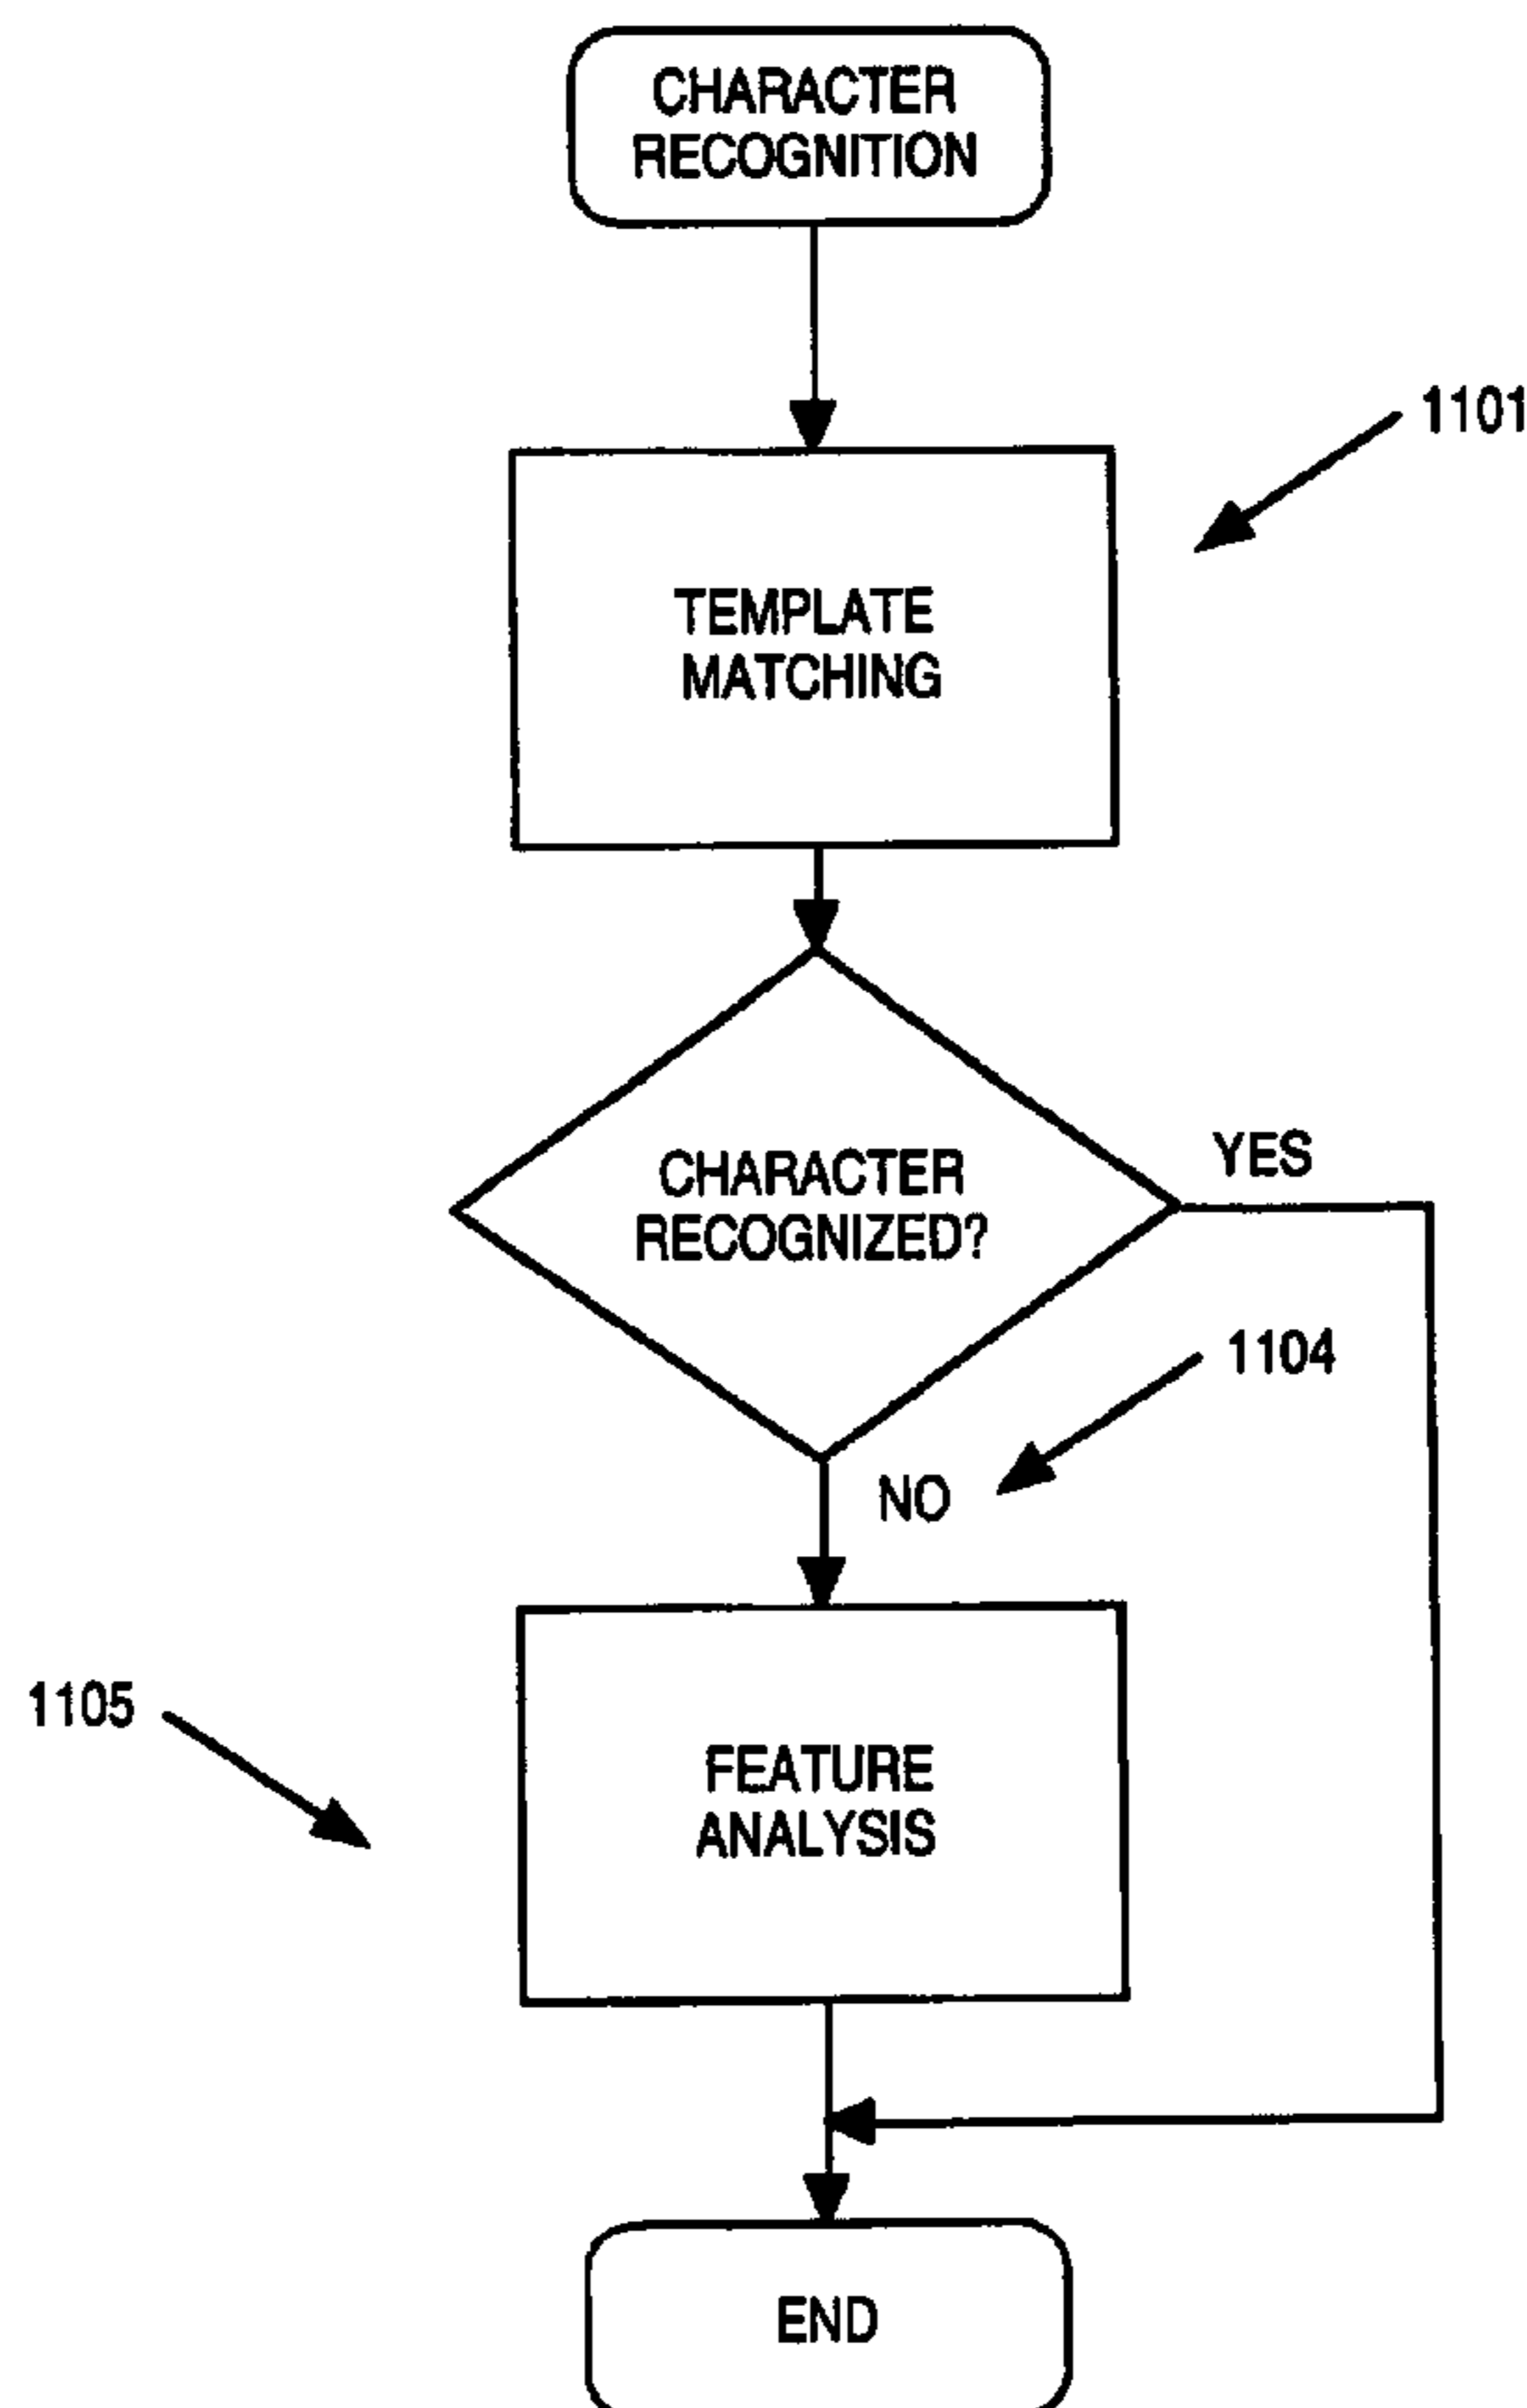 CHARACTER
RECOGNITION
1101
TEMPLATE
MATCHING
CHARACTER
RECOGNIZED?
YES
1104
NO
1105
FEATURE
ANALYSIS
END